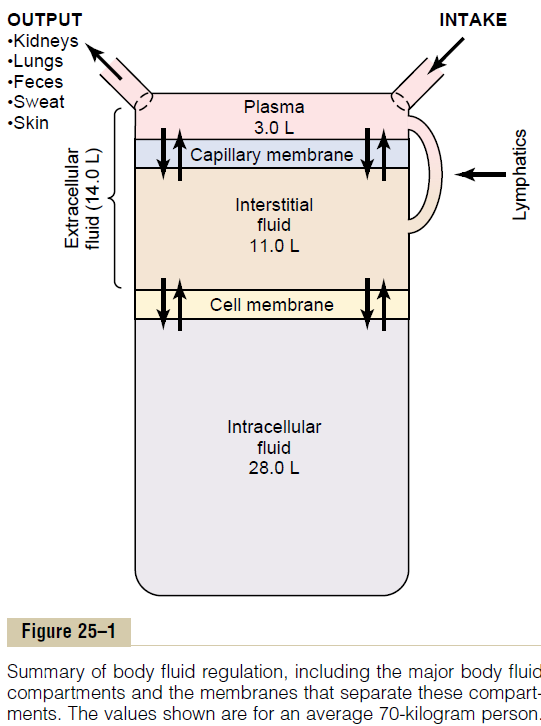 OUTPUT
•Kidneys
•Lungs
•Feces
•Sweat
•Skin
INTAKE
Plasma
3.0 L
Capillary membrane
Extracellular
fluid (14.0 L)
Lymphatics
Interstitial
fluid
11.0 L
Cell membrane
Intracellular
fluid
28.0 L
Figure 25–1
Summary of body fluid regulation, including the major body fluid
compartments and the membranes that separate these compart-
ments. The values shown are for an average 70-kilogram person.